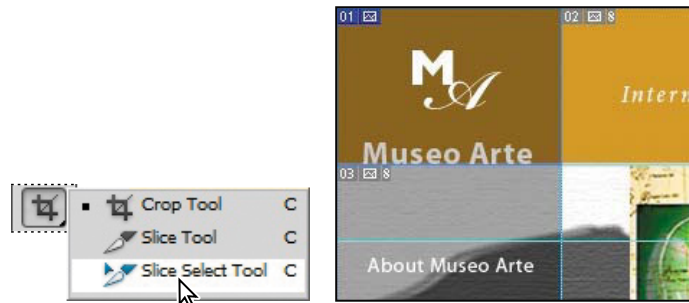 Crop Tool C
Slice Tool
Slice Select Tool C
01
02 8
M
A
Intern
Museo Arte
03 8
About Museo Arte